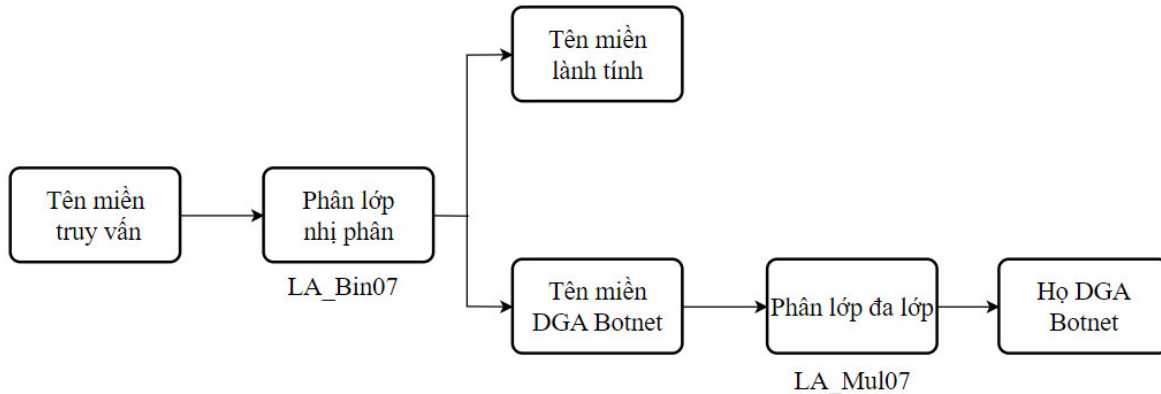 Tên miền
lành tính
Tên miền
truy vấn
Phân lớp
nhị phân
LA_Bin07
Tên miền
DGA Botnet
Phân lớp đa lớp
LA_Mul07
Họ DGA
Botnet